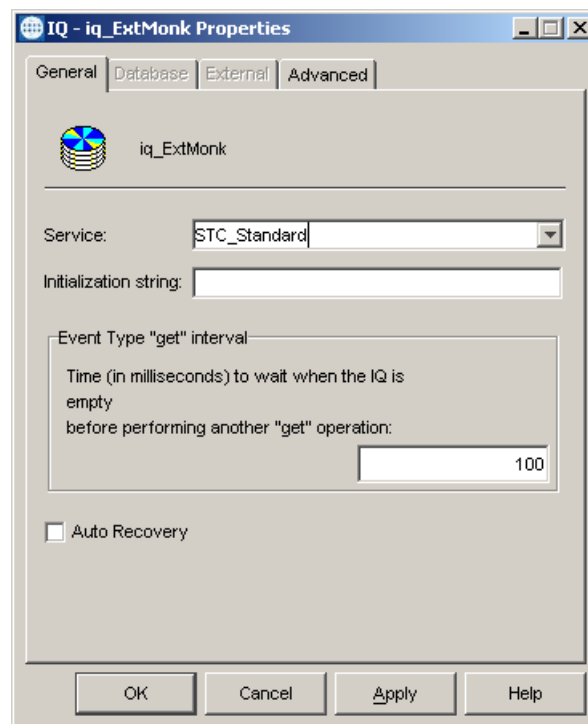 IQ - iq_ExtMonk Properties
General Database External Advanced
iq_ExtMonk
Service: STC_Standard
Initialization string:
Event Type "get" interval
Time (in milliseconds) to wait when the IQ is
empty
before performing another "get" operation:
100
Auto Recovery
OK Cancel Apply Help